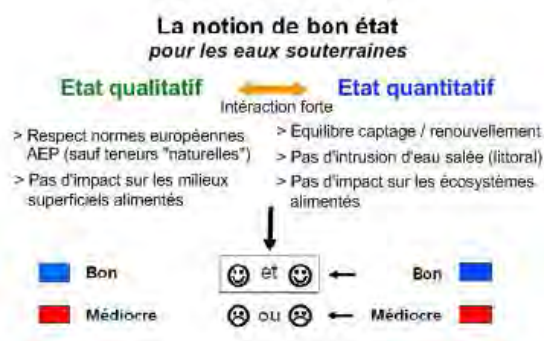 La notion de bon état
pour les eaux souterraines
Etat qualitatif
Etat quantitatif
Intéraction forte
> Respect normes européennes
AEP (sauf teneurs "naturelles")
> Pas d'impact sur les milieux
superficiels alimentés
> Equilibre captage / renouvellement
> Pas d'intrusion d'eau salée (littoral)
> Pas d'impact sur les écosystèmes
alimentés
Bon et Bon
Médiocre ou Médiocre